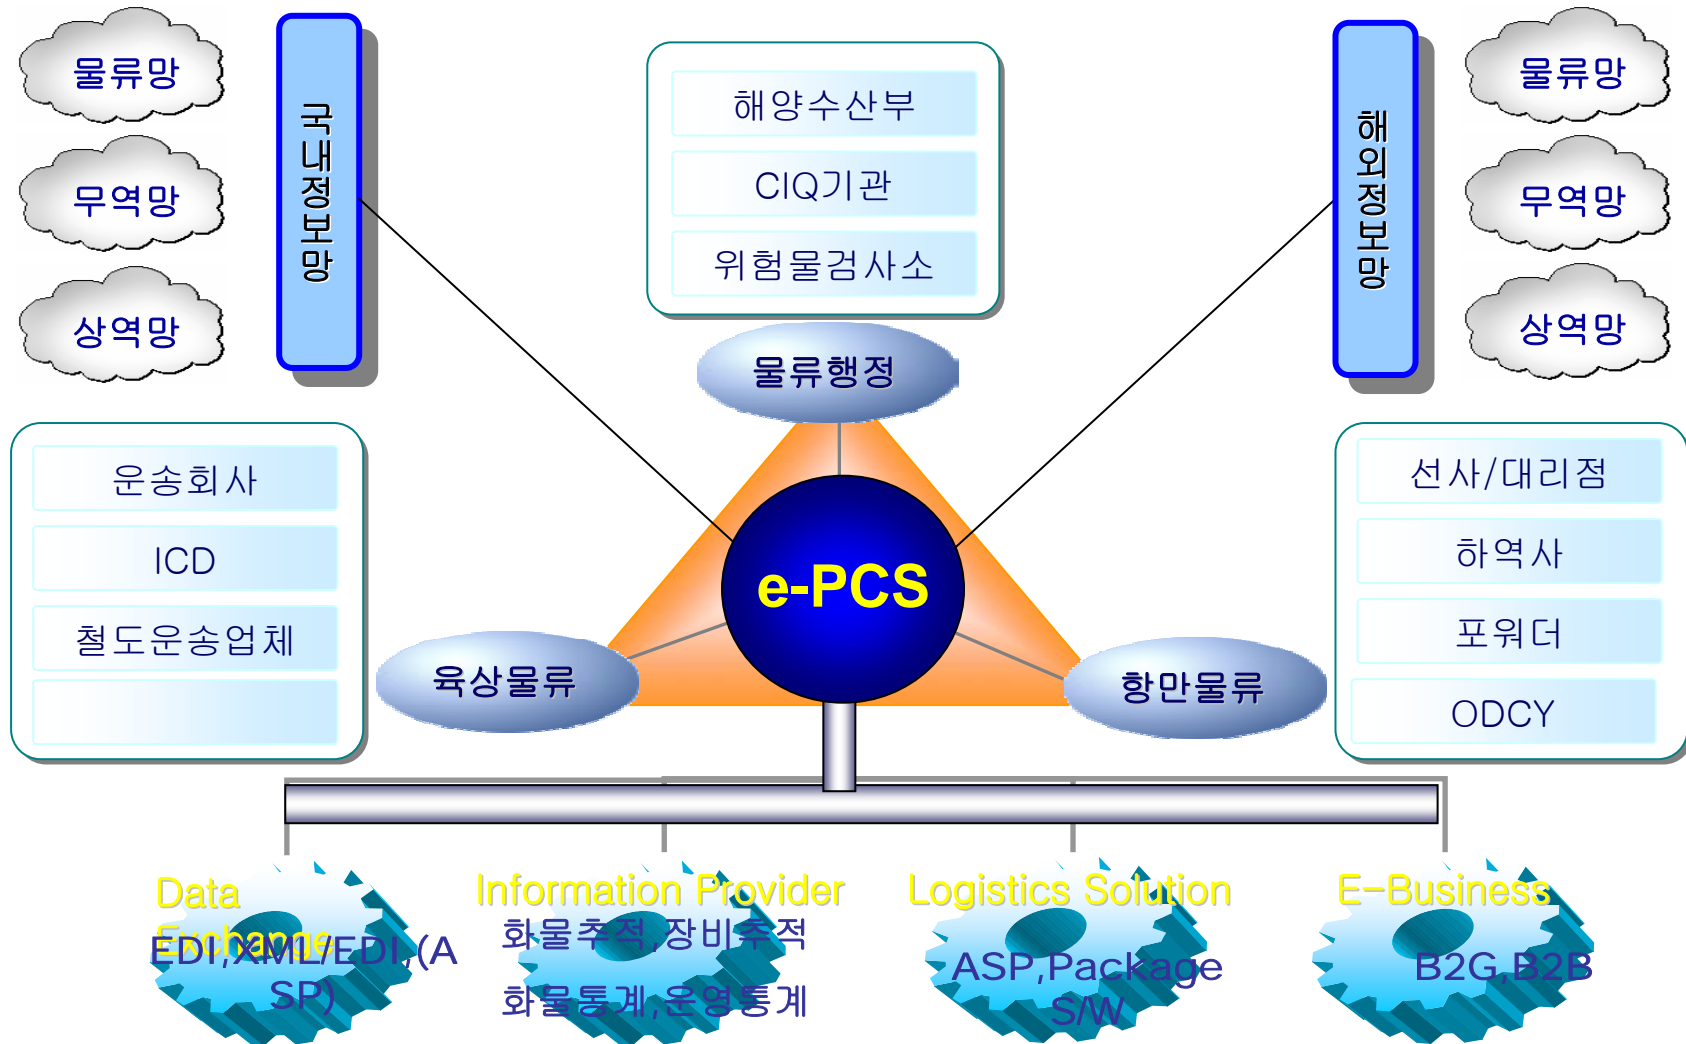 물류망
무역망
상역망
국내정보망
해양수산부
CIQ기관
위험물검사소
해외정보망
물류망
무역망
상역망
물류행정
운송회사
ICD
철도운송업체
e-PCS
선사/대리점
하역사
포워더
ODCY
육상물류
항만물류
Data
Exchange
EDI,XML/EDI,(A
SP)
Information Provider
화물추적,장비추적
화물통계,운영통계
Logistics Solution
ASP,Package
S/W
E-Business
B2G,B2B